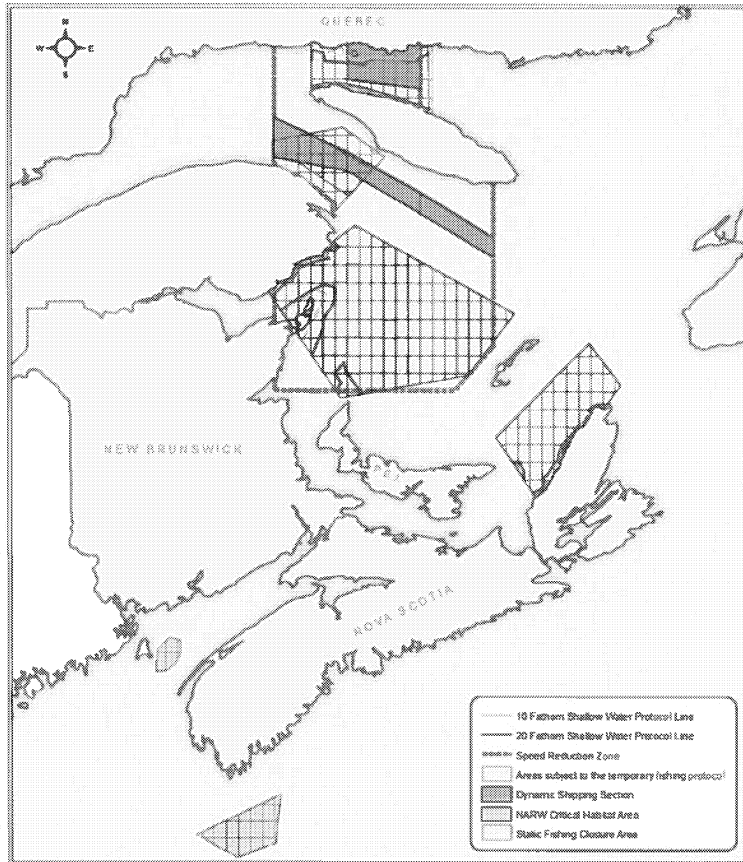 QUEBEC
N
W E
S
NEW BRUNSWICK
P.E.I.
NOVA SCOTIA
10 Fathom Shallow Water Protocol Line
20 Fathom Shallow Water Protocol Line
Speed Reduction Zone
Areas subject to the temporary fishing protocol
Dynamic Shipping Section
NARW Critical Habitat Area
Static Fishing Closure Area